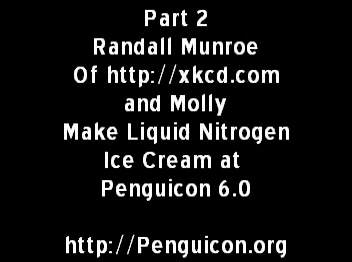 Part 2
Randall Munroe
Of http://xkcd.com
and Molly
Make Liquid Nitrogen
Ice Cream at
Penguicon 6.0
http://Penguicon.org